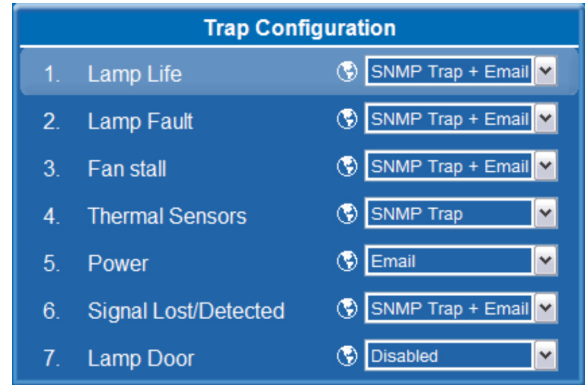 Trap Configuration
1. Lamp Life SNMP Trap + Email
2. Lamp Fault SNMP Trap + Email
3. Fan stall SNMP Trap + Email
4. Thermal Sensors SNMP Trap
5. Power Email
6. Signal Lost/Detected SNMP Trap + Email
7. Lamp Door Disabled